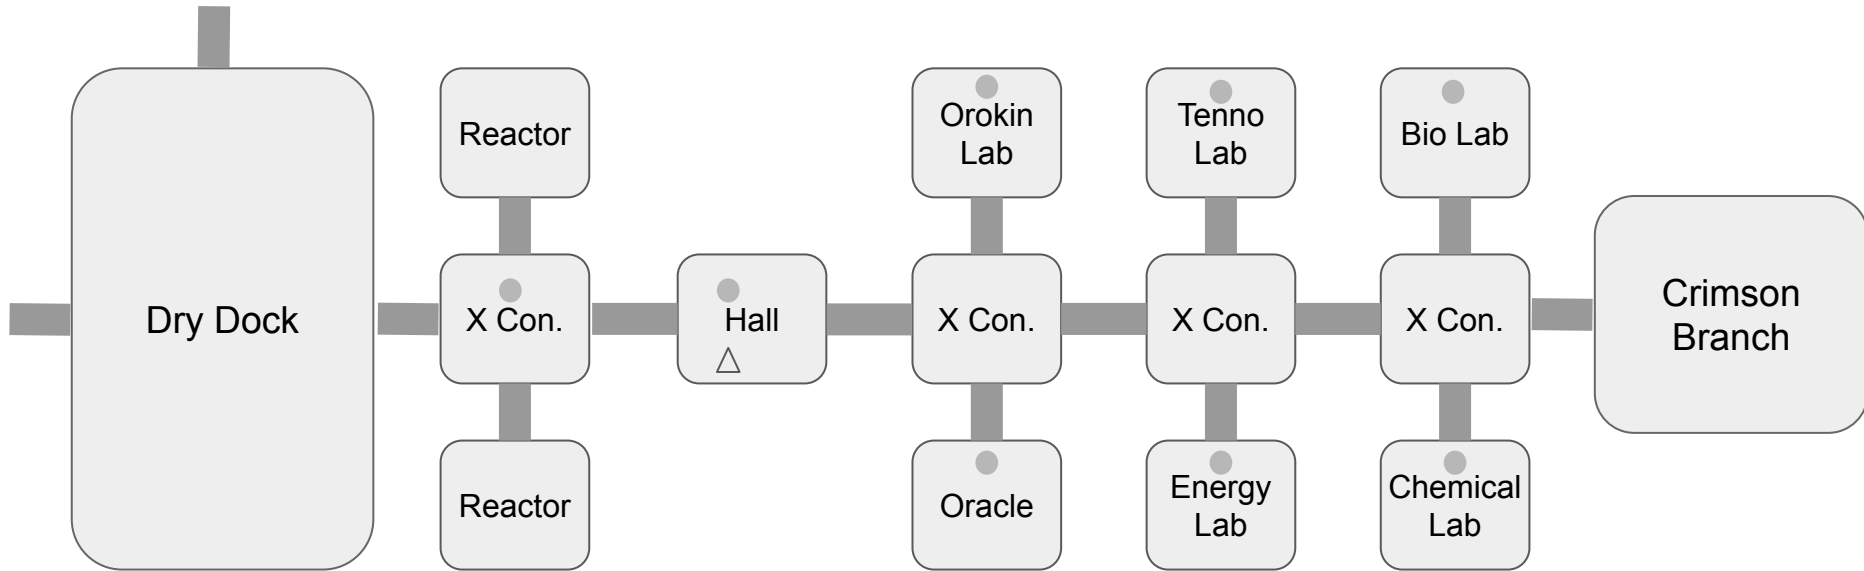 Reactor
Orokin
Lab
Tenno
Lab
Bio Lab
Dry Dock
X Con.
Hall
X Con.
X Con.
X Con.
Crimson
Branch
Reactor
Oracle
Energy
Lab
Chemical
Lab